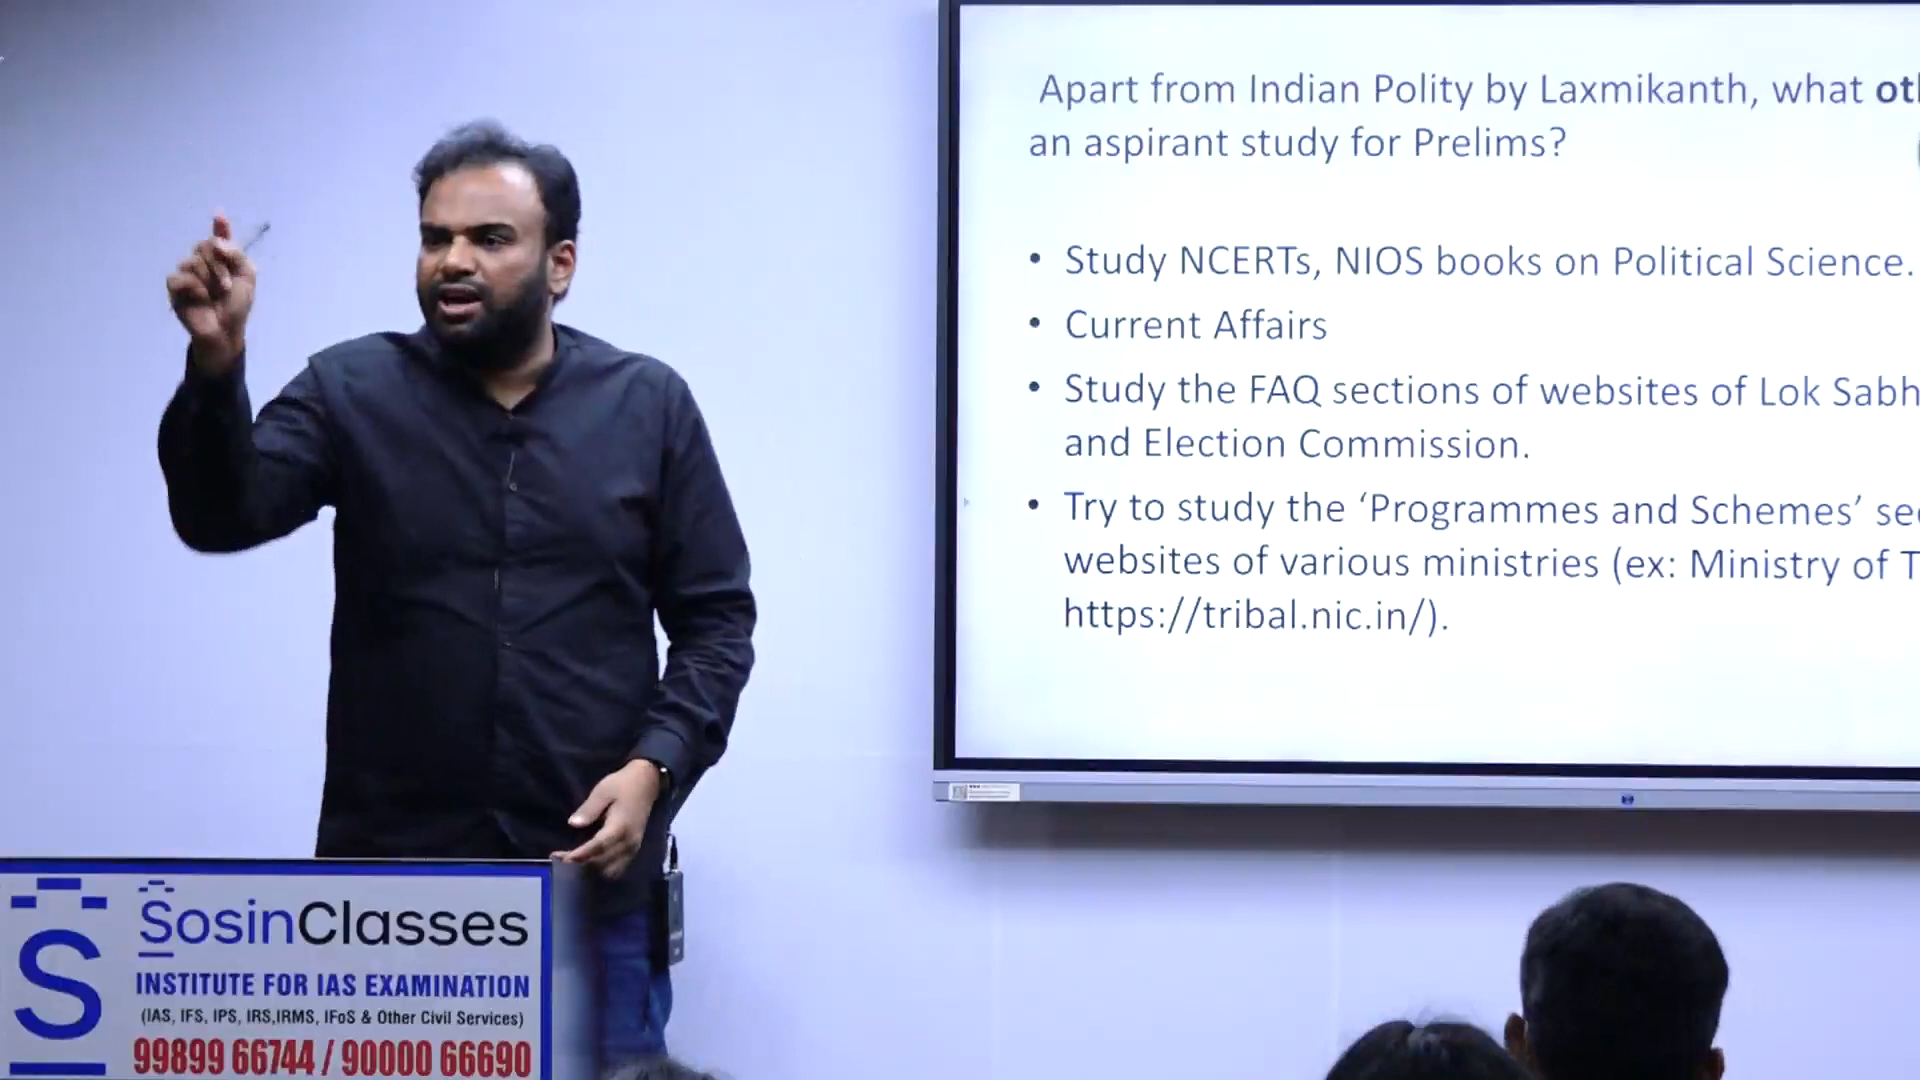 Apart from Indian Polity by Laxmikanth, what
an aspirant study for Prelims?
• Study NCERTs, NIOS books on Political Science.
• Current Affairs
• Study the FAQ sections of websites of Lok
and Election Commission.
• Try to study the ‘Programmes and Schemes’
websites of various ministries (ex: Ministry of
https://tribal.nic.in/).
S
SosinClasses
INSTITUTE FOR IAS EXAMINATION
(IAS, IFS, IPS, IRS,IRMS, IFoS & Other Civil Services)
99899 66744 / 90000 66690